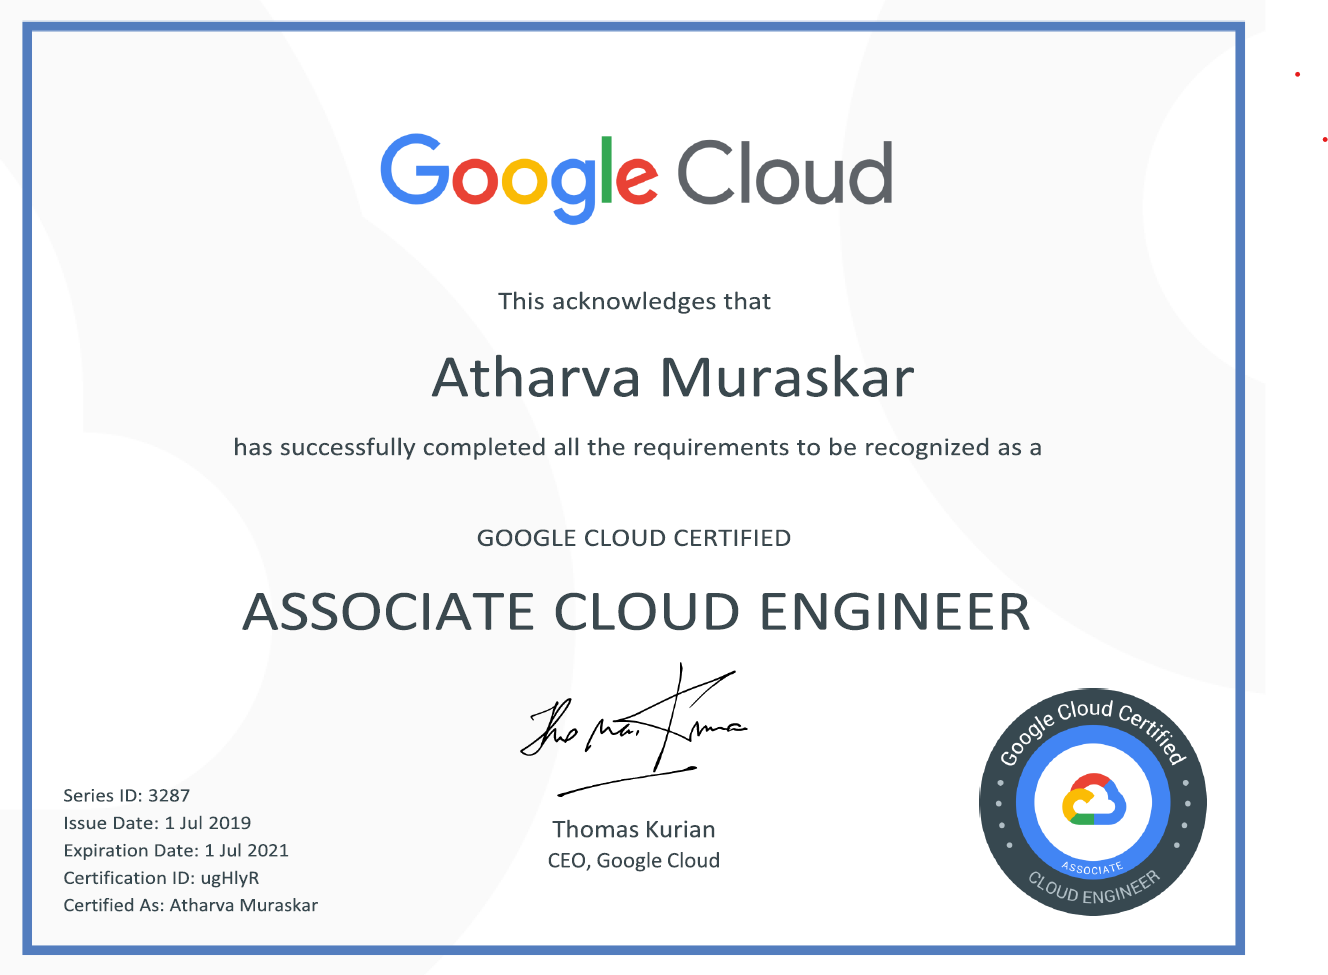 Google Cloud
This acknowledges that
Atharva Muraskar
has successfully completed all the requirements to be recognized as a
GOOGLE CLOUD CERTIFIED
ASSOCIATE CLOUD ENGINEER
Thomas Kurian
CEO, Google Cloud
Series ID: 3287
Issue Date: 1 Jul 2019
Expiration Date: 1 Jul 2021
Certification ID: ugHlyR
Certified As: Atharva Muraskar
Google Cloud Certified
ASSOCIATE
CLOUD ENGINEER